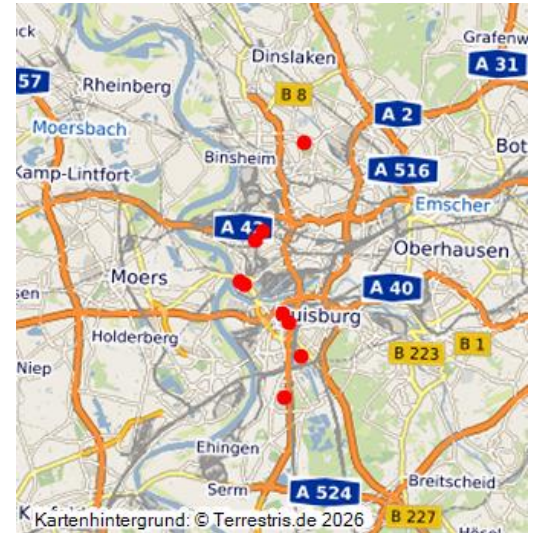 Grafenw
Dinslaken
A 31
57
Rheinberg
B 8
A 2
Moersbach
Bot
Binsheim
Kamp-Lintfort
A 516
Emscher
A 42
Oberhausen
Moers
A 40
sen
uisburg
Holderberg
B 223
B 1
Niep
Ehingen
Serm
A 524
Breitscheid
B 227
Kartenhintergrund: © Terrestris.de 2026